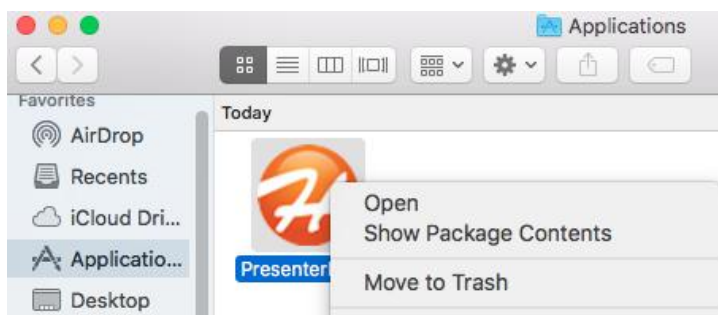 Applications
Favorites
Today
AirDrop
Recents
iCloud Dri...
Applicatio...
Desktop
Presenter
Open
Show Package Contents
Move to Trash